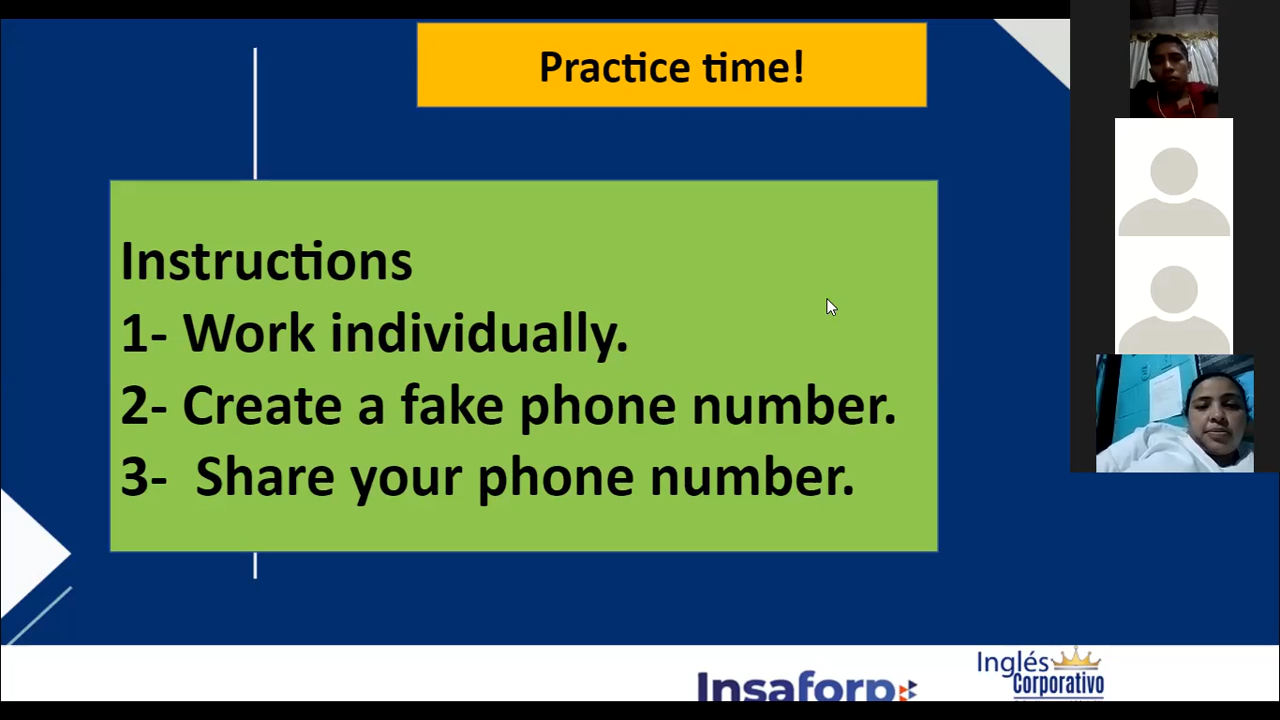 Practice time!
Instructions
1- Work individually.
2- Create a fake phone number.
3- Share your phone number.
Insaforp
Inglés
Corporativo